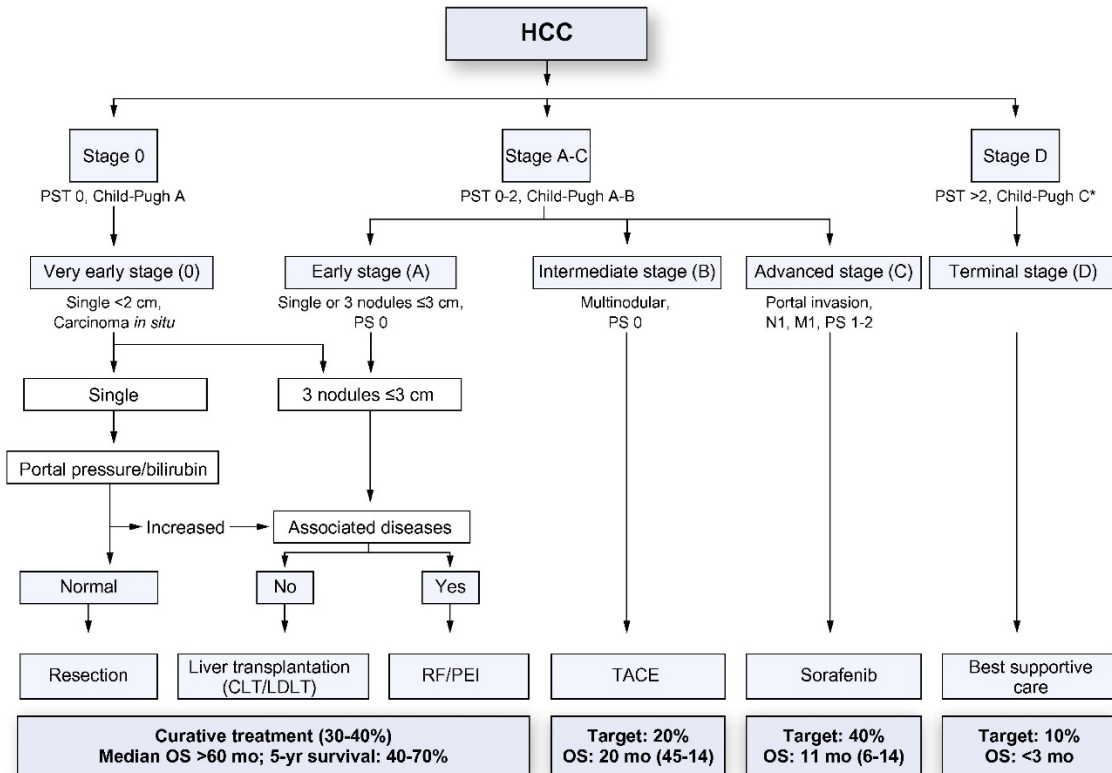 HCC
Stage 0
Stage A-C
Stage D
PST 0, Child-Pugh A
PST 0-2, Child-Pugh A-B
PST >2, Child-Pugh C*
Very early stage (0)
Early stage (A)
Intermediate stage (B)
Advanced stage (C)
Terminal stage (D)
Single <2 cm,
Carcinoma in situ
Single or 3 nodules ≤3 cm,
PS 0
Multinodular,
PS 0
Portal invasion,
N1, M1, PS 1-2
Single
3 nodules ≤3 cm
Portal pressure/bilirubin
Increased
Associated diseases
Normal
No
Yes
Resection
Liver transplantation
(CLT/LDLT)
RF/PEI
TACE
Sorafenib
Best supportive
care
Curative treatment (30-40%)
Median OS >60 mo; 5-yr survival: 40-70%
Target: 20%
OS: 20 mo (45-14)
Target: 40%
OS: 11 mo (6-14)
Target: 10%
OS: <3 mo